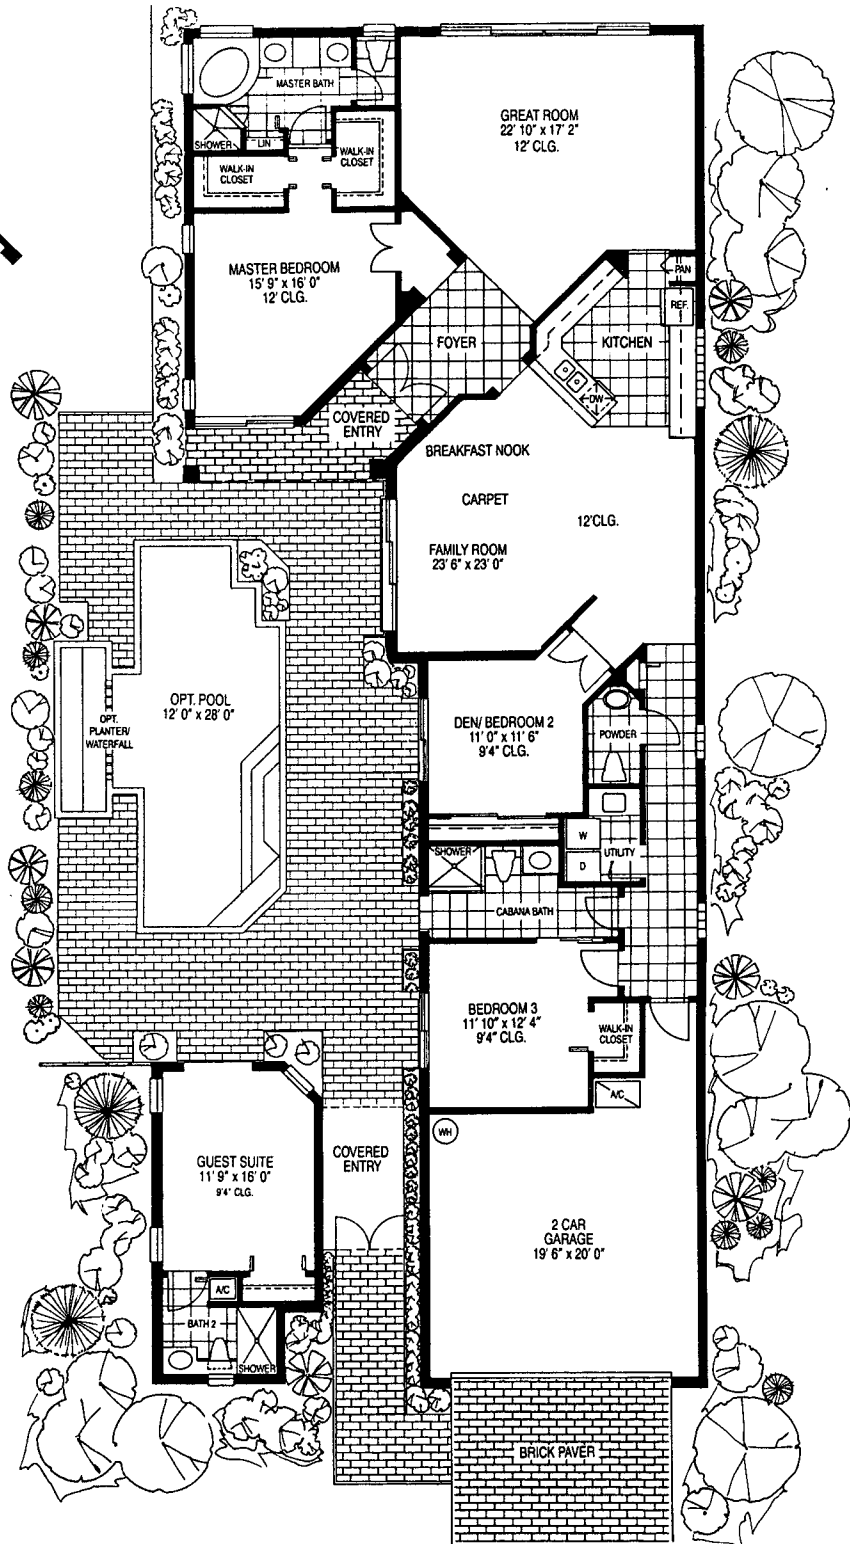 MASTER BATH
GREAT ROOM
22' 10" x 17' 2"
12' CLG.
SHOWER
LIN
WALK-IN
CLOSET
WALK-IN
CLOSET
MASTER BEDROOM
15' 9" x 16' 0"
12' CLG.
PAN
REF.
FOYER
KITCHEN
DW
COVERED
ENTRY
BREAKFAST NOOK
CARPET
12'CLG.
FAMILY ROOM
23' 6" x 23' 0"
OPT. POOL
12' 0" x 28' 0"
OPT.
PLANTER/
WATERFALL
DEN/ BEDROOM 2
11' 0" x 11' 6"
9'4" CLG.
POWDER
W
D
UTILITY
SHOWER
CABANA BATH
BEDROOM 3
11' 10" x 12' 4"
9'4" CLG.
WALK-IN
CLOSET
A/C
WH
GUEST SUITE
11' 9" x 16' 0"
9'4" CLG.
COVERED
ENTRY
2 CAR
GARAGE
19' 6" x 20' 0"
A/C
BATH 2
SHOWER
BRICK PAVER